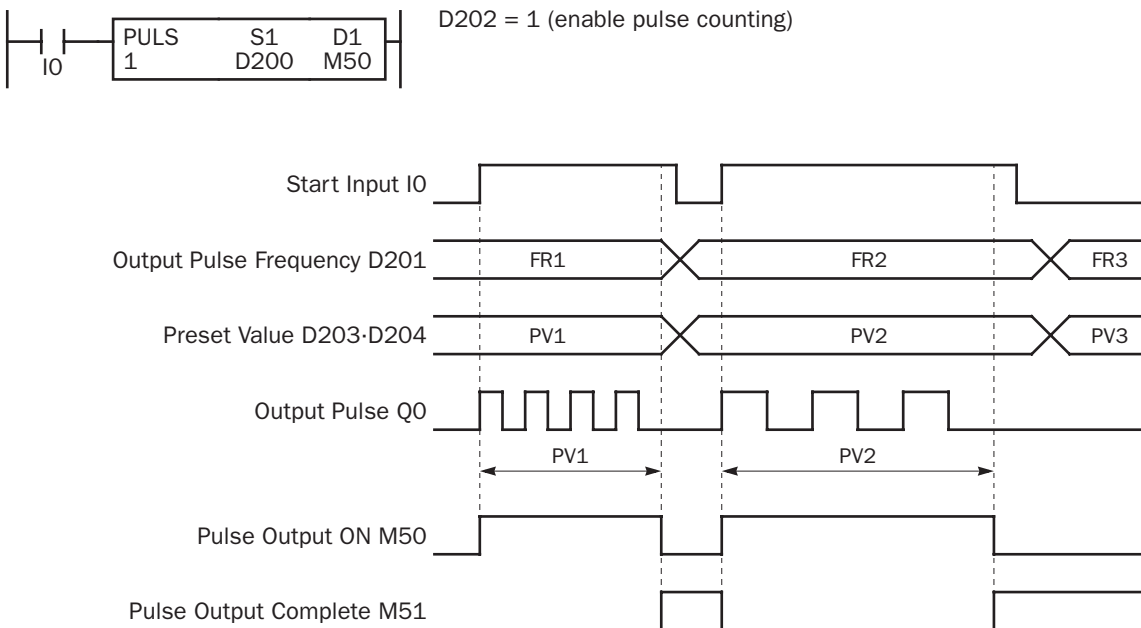 D202 = 1 (enable pulse counting)
PULS S1 D1
1 D200 M50
I0
Start Input I0
Output Pulse Frequency D201 FR1 FR2 FR3
Preset Value D203·D204 PV1 PV2 PV3
Output Pulse Q0
PV1 PV2
Pulse Output ON M50
Pulse Output Complete M51